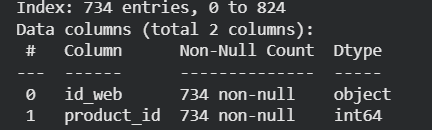 Index: 734 entries, 0 to 824
Data columns (total 2 columns):
 #   Column      Non-Null Count  Dtype
---  ------      --------------  -----
 0   id_web      734 non-null    object
 1   product_id  734 non-null    int64